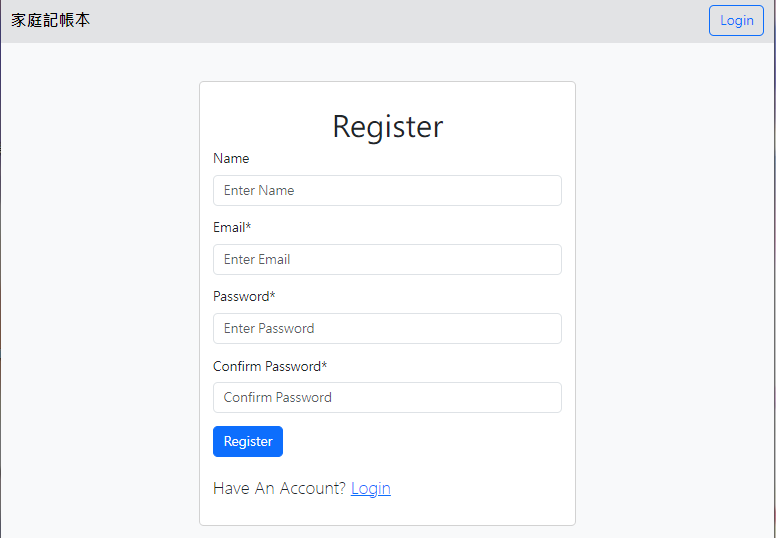 家庭記帳本
Login
Register
Name
Enter Name
Email*
Enter Email
Password*
Enter Password
Confirm Password*
Confirm Password
Register
Have An Account? Login